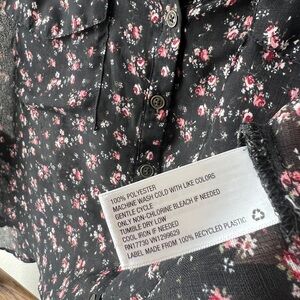 100% POLYESTER
MACHINE WASH COLD WITH LIKE COLORS
GENTLE CYCLE
ONLY NON-CHLORINE BLEACH IF NEEDED
TUMBLE DRY LOW
COOL IRON IF NEEDED
RN17730 VN1299629
LABEL MADE FROM 100% RECYCLED PLASTIC